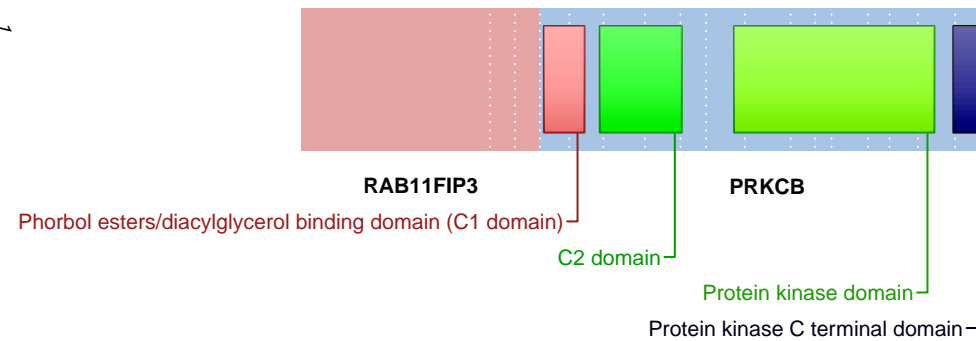 RAB11FIP3
PRKCB
Phorbol esters/diacylglycerol binding domain (C1 domain)
C2 domain
Protein kinase domain
Protein kinase C terminal domain